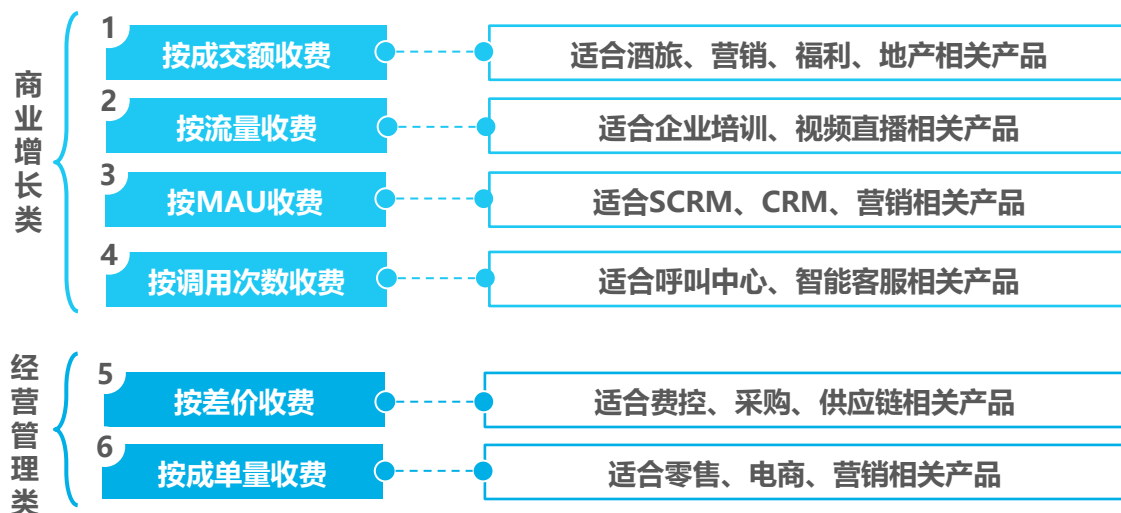 商业增长类
1
按成交额收费
适合酒旅、营销、福利、地产相关产品
2
按流量收费
适合企业培训、视频直播相关产品
3
按MAU收费
适合SCRM、CRM、营销相关产品
4
按调用次数收费
适合呼叫中心、智能客服相关产品
经营管理类
5
按差价收费
适合费控、采购、供应链相关产品
6
按成单量收费
适合零售、电商、营销相关产品